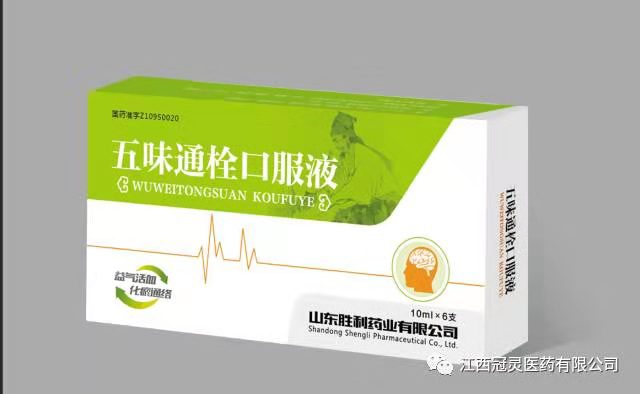 国药准字Z10950020
五味通栓口服液
WUWEITONGSUAN KOUFUYE
益气活血
化瘀通络
10ml×6支
山东胜利药业有限公司
Shandong Shengli Pharmaceutical Co., Ltd.
五味通栓口服液
WUWEITONGSUAN
KOUFUYE
江西冠灵医药有限公司